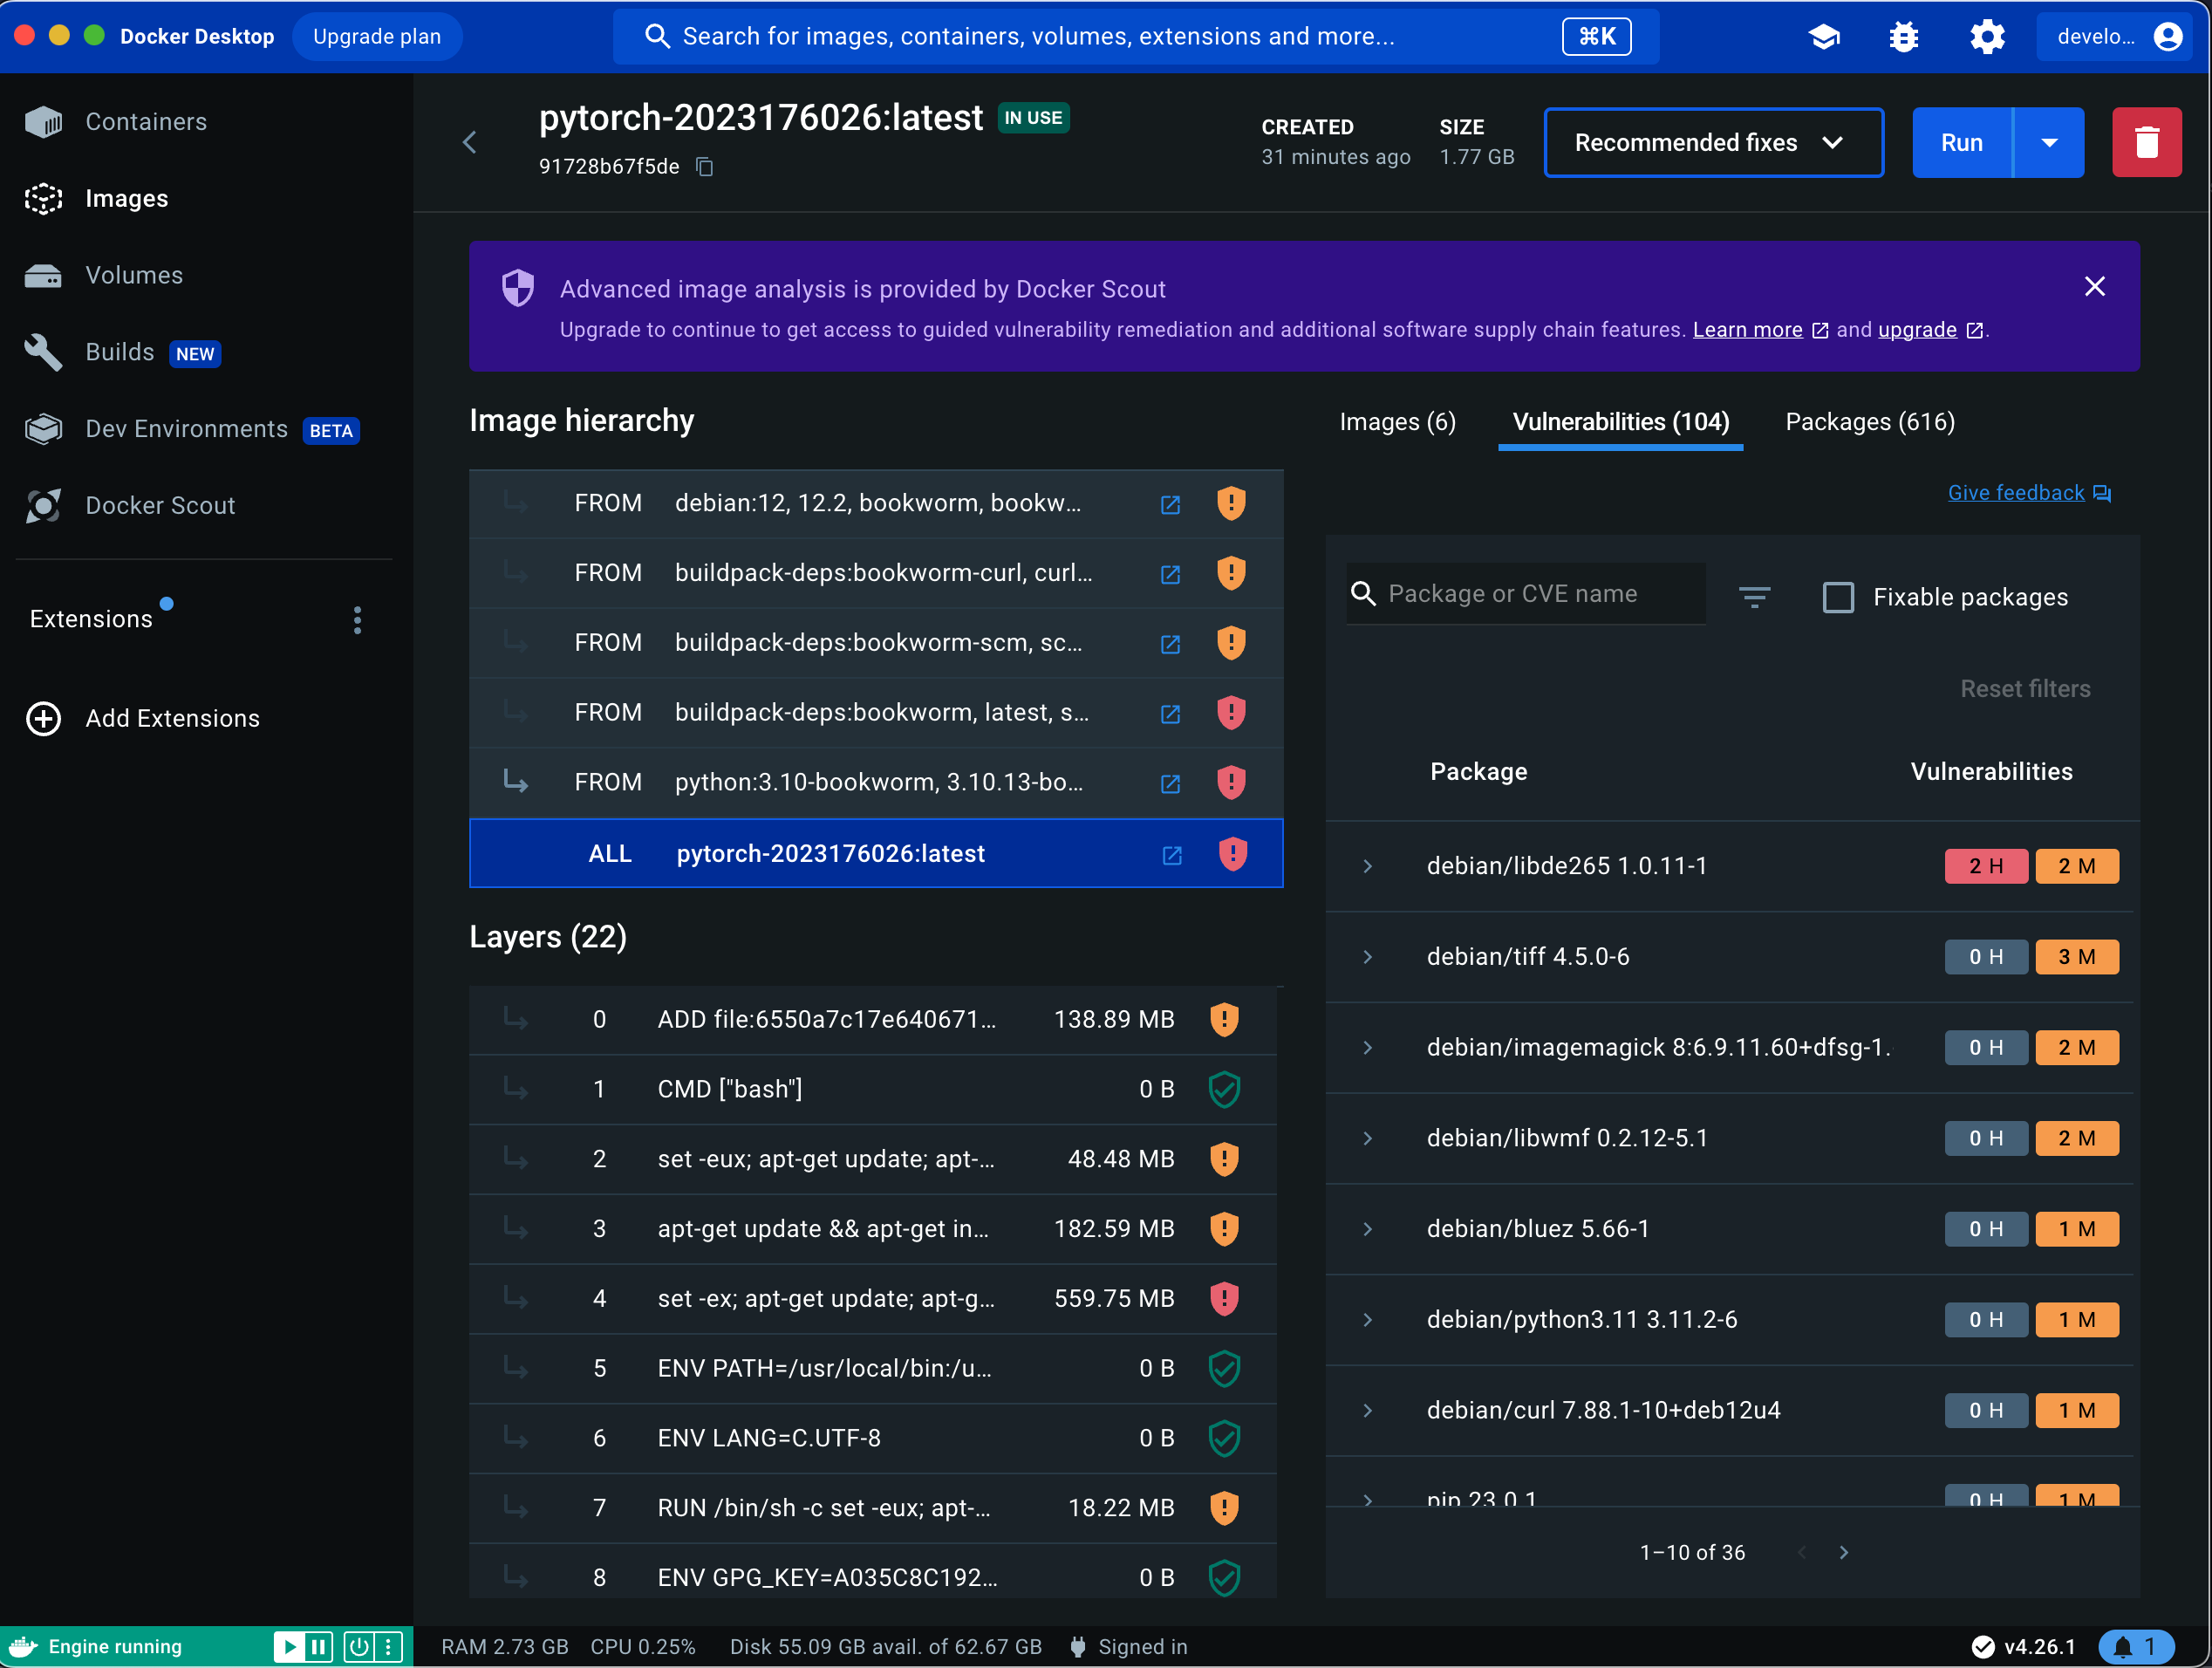 Docker Desktop
Upgrade plan
Search for images, containers, volumes, extensions and more...
⌘K
develo...
Containers
Images
Volumes
Builds NEW
Dev Environments BETA
Docker Scout
Extensions
Add Extensions
pytorch-2023176026:latest IN USE
91728b67f5de
CREATED
31 minutes ago
SIZE
1.77 GB
Recommended fixes
Run
Advanced image analysis is provided by Docker Scout
Upgrade to continue to get access to guided vulnerability remediation and additional software supply chain features. Learn more and upgrade.
Image hierarchy
FROM debian:12, 12.2, bookworm, bookw...
FROM buildpack-deps:bookworm-curl, curl...
FROM buildpack-deps:bookworm-scm, sc...
FROM buildpack-deps:bookworm, latest, s...
FROM python:3.10-bookworm, 3.10.13-bo...
ALL pytorch-2023176026:latest
Layers (22)
0 ADD file:6550a7c17e640671... 138.89 MB
1 CMD ["bash"] 0 B
2 set -eux; apt-get update; apt-... 48.48 MB
3 apt-get update && apt-get in... 182.59 MB
4 set -ex; apt-get update; apt-g... 559.75 MB
5 ENV PATH=/usr/local/bin:/u... 0 B
6 ENV LANG=C.UTF-8 0 B
7 RUN /bin/sh -c set -eux; apt-... 18.22 MB
8 ENV GPG_KEY=A035C8C192... 0 B
Images (6)
Vulnerabilities (104)
Packages (616)
Give feedback
Package or CVE name
Fixable packages
Reset filters
Package Vulnerabilities
debian/libde265 1.0.11-1 2 H 2 M
debian/tiff 4.5.0-6 0 H 3 M
debian/imagemagick 8:6.9.11.60+dfsg-1. 0 H 2 M
debian/libwmf 0.2.12-5.1 0 H 2 M
debian/bluez 5.66-1 0 H 1 M
debian/python3.11 3.11.2-6 0 H 1 M
debian/curl 7.88.1-10+deb12u4 0 H 1 M
pip 23.0.1 0 H 1 M
1–10 of 36
Engine running
RAM 2.73 GB CPU 0.25% Disk 55.09 GB avail. of 62.67 GB Signed in
v4.26.1
1